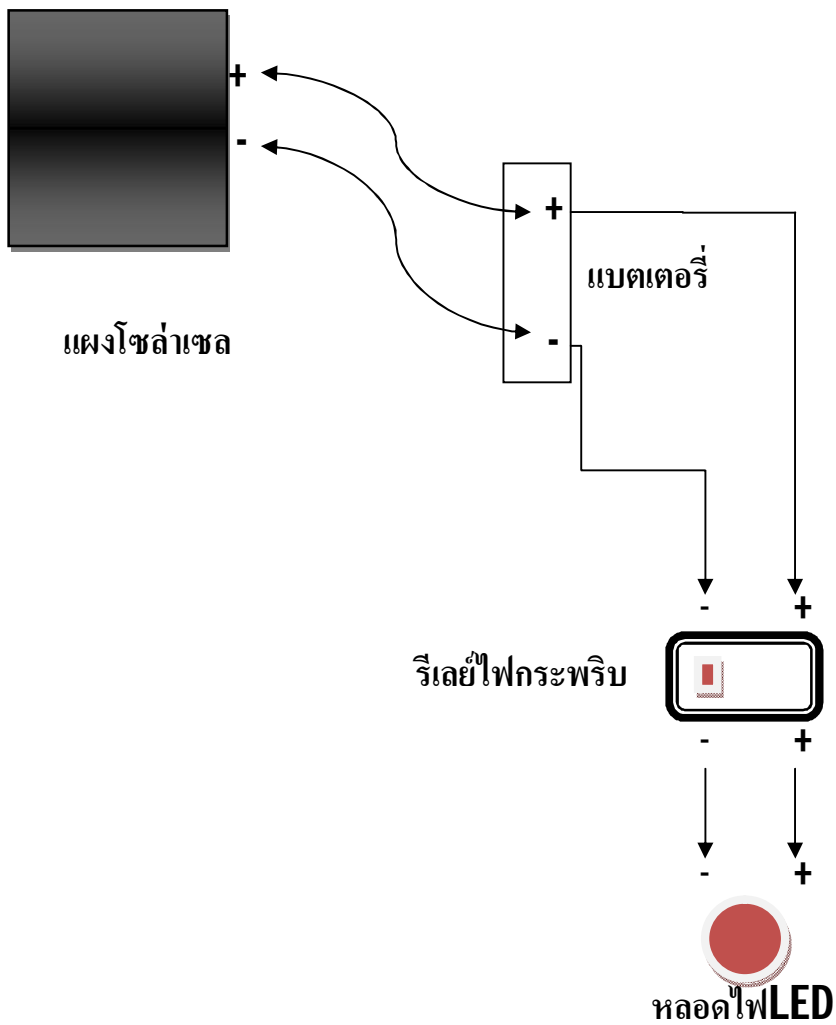 +
-
+
แบตเตอรี่
แผงโซล่าเซล
-
- +
รีเลย์ไฟกระพริบ
- +
- +
หลอดไฟLED